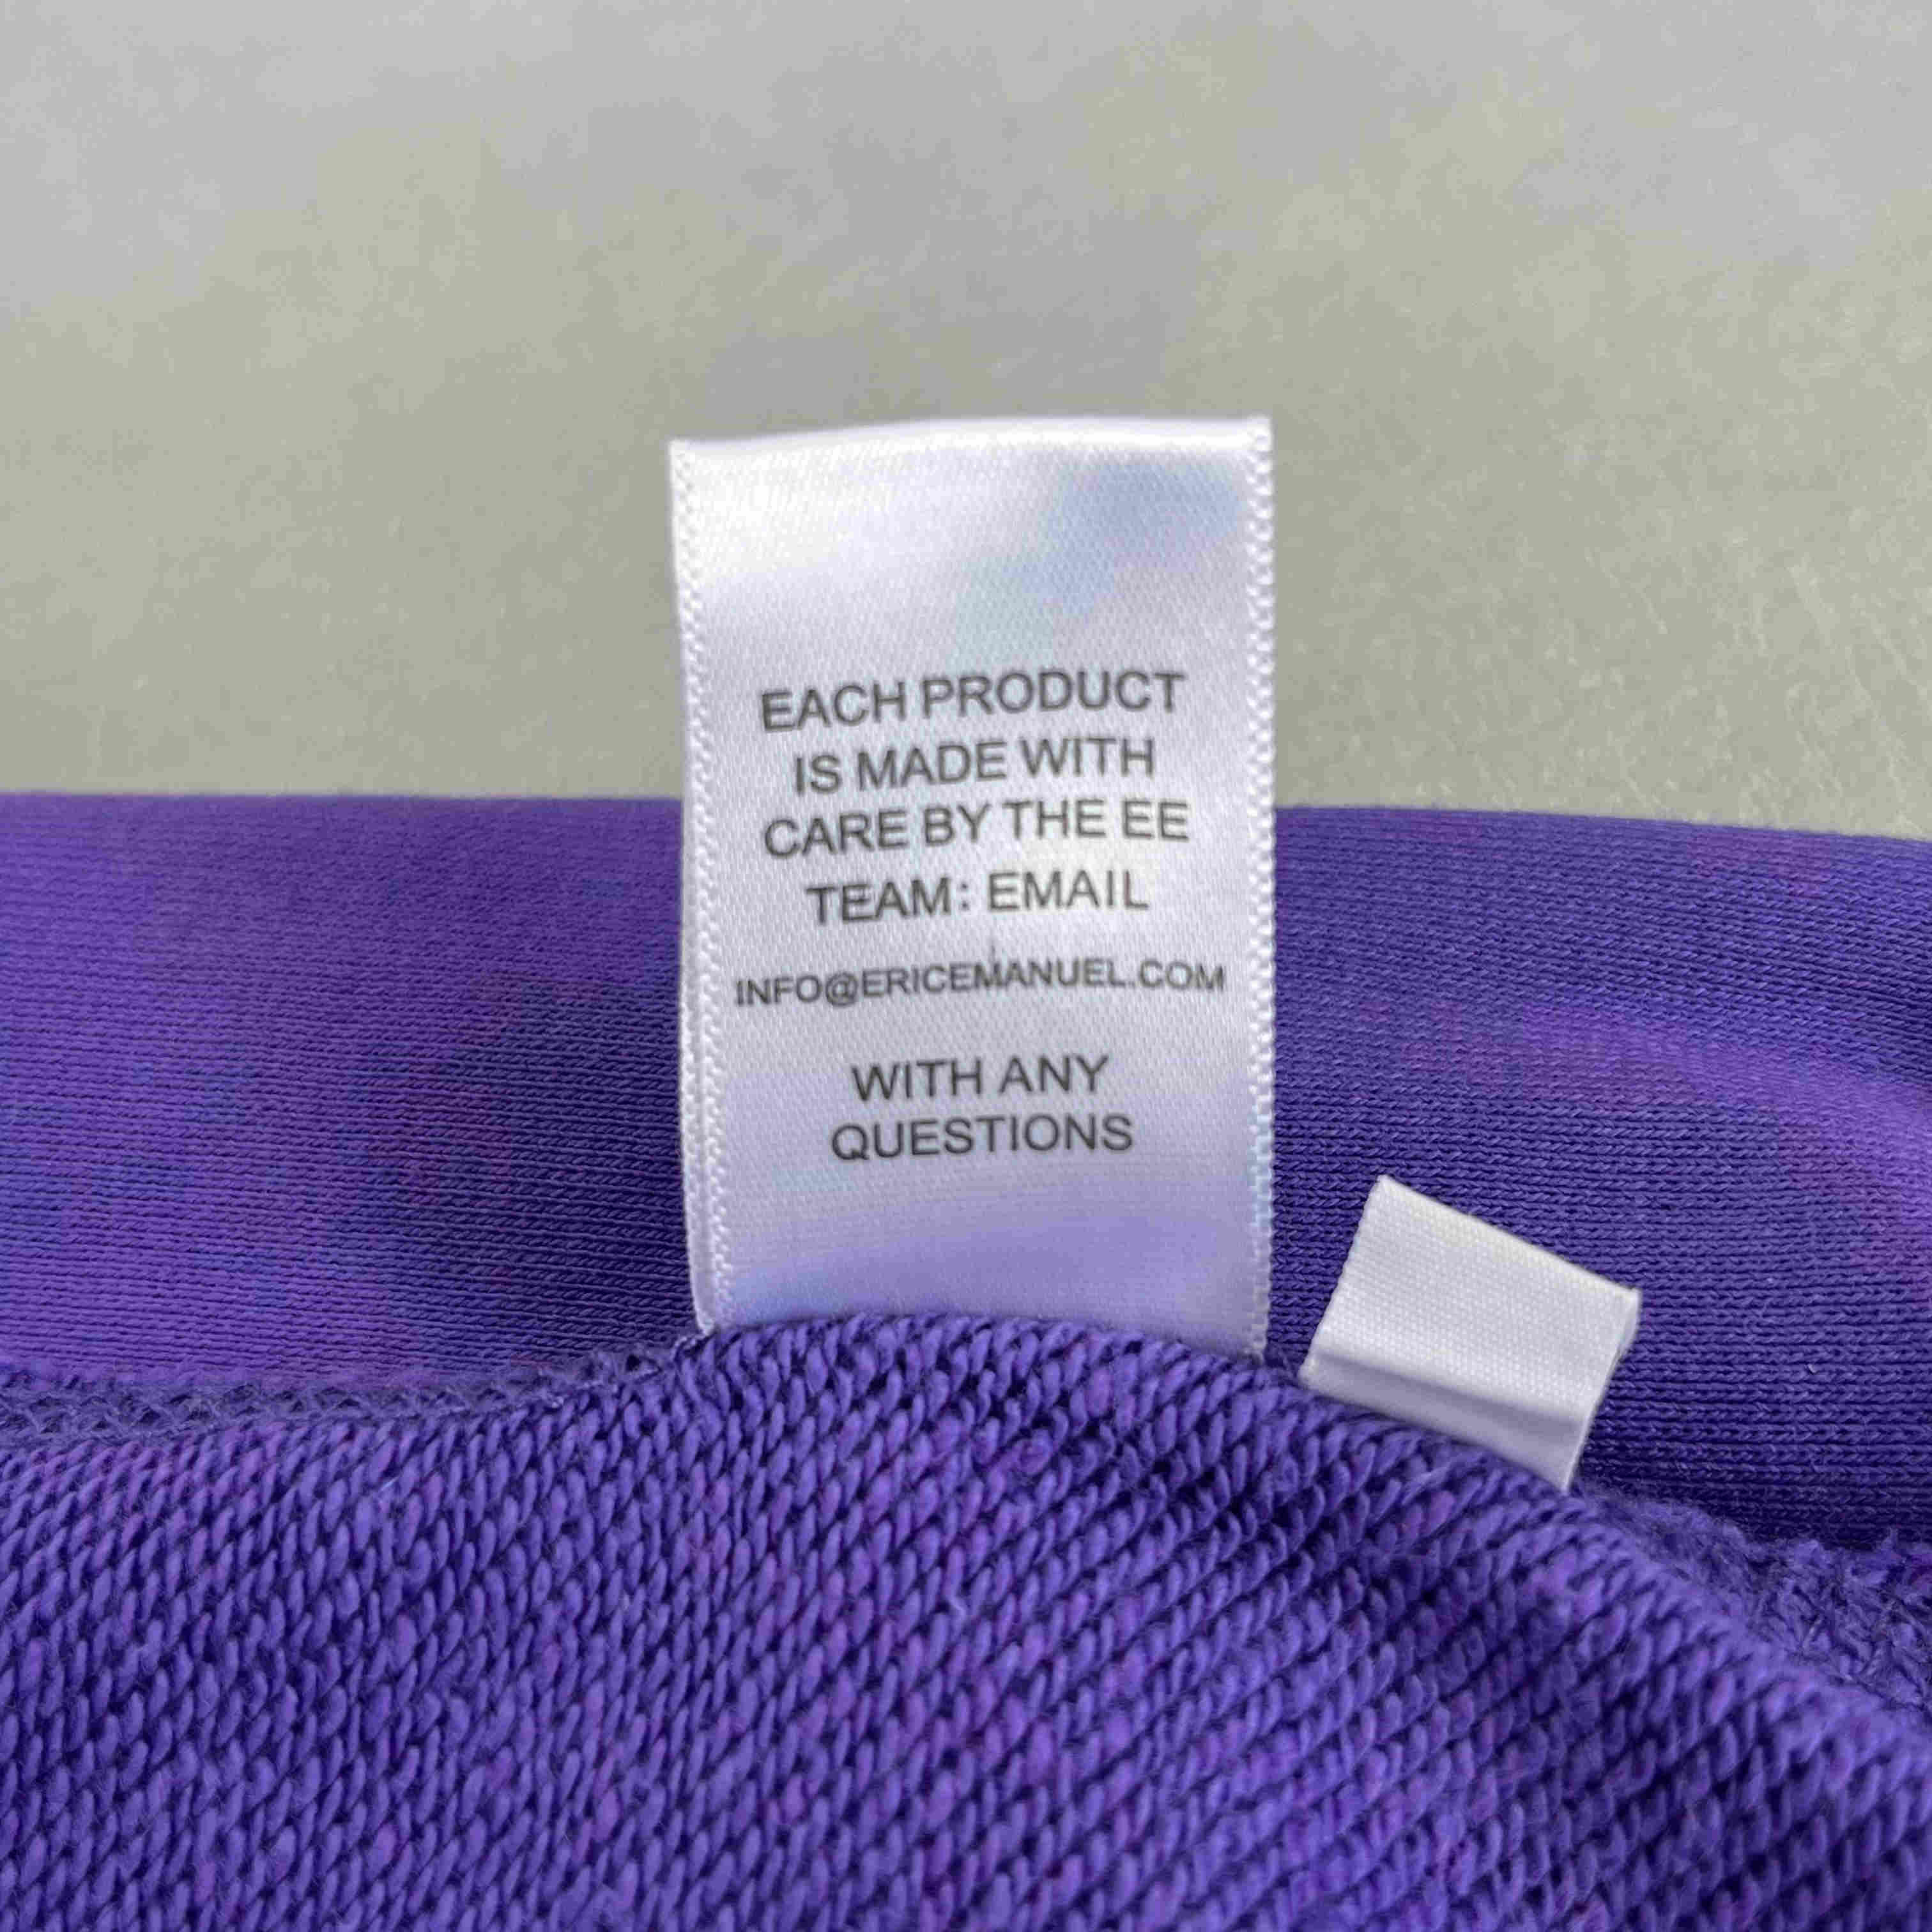 EACH PRODUCT
IS MADE WITH
CARE BY THE EE
TEAM: EMAIL
INFO@ERICEMANUEL.COM
WITH ANY
QUESTIONS